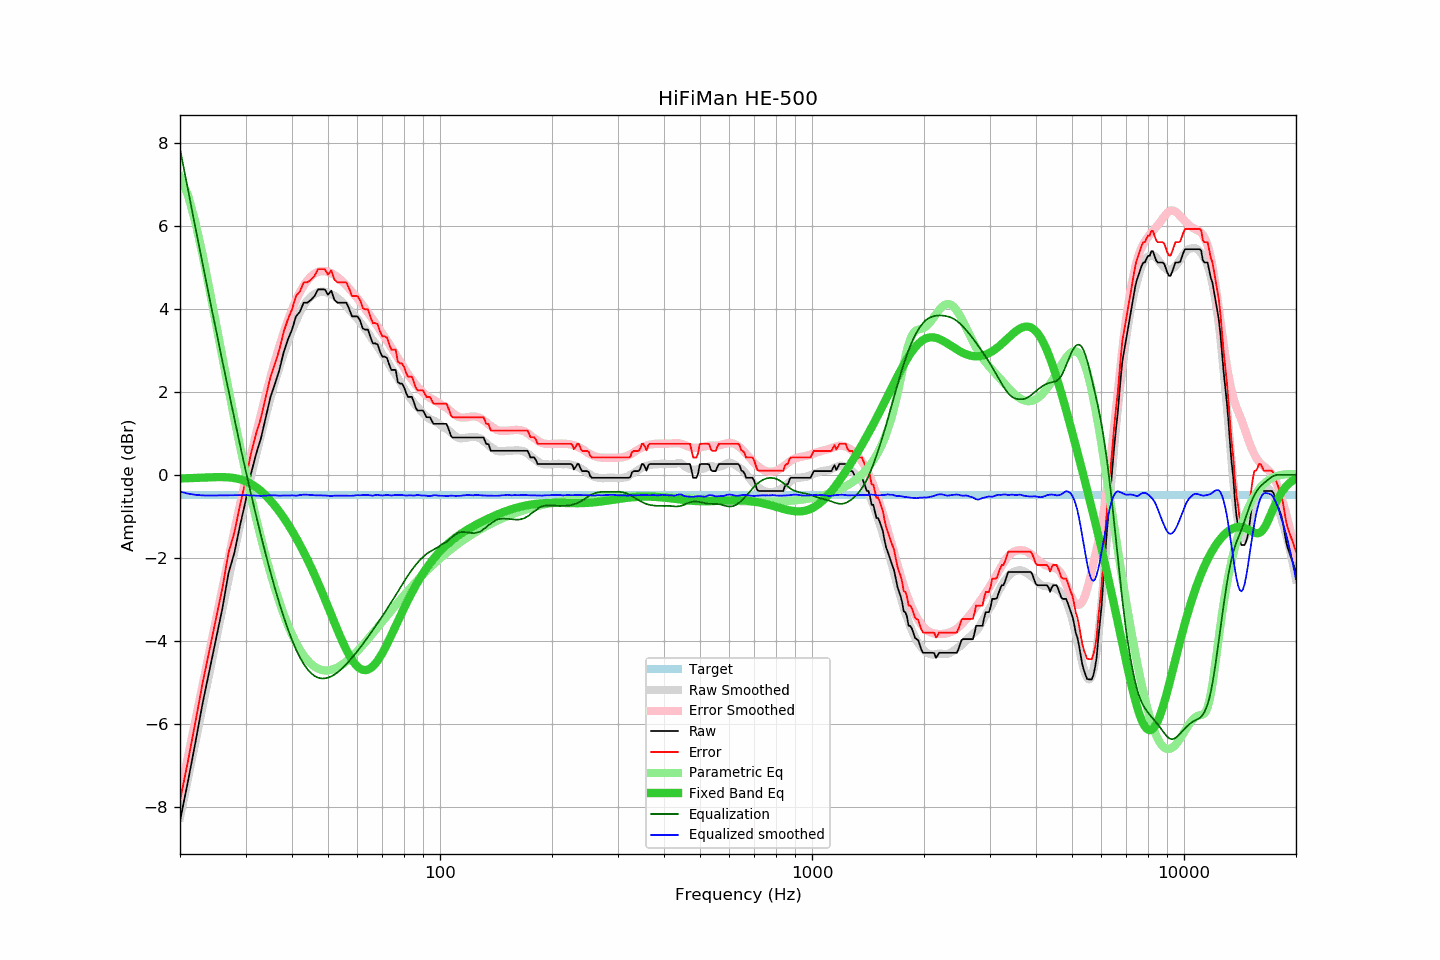 HiFiMan HE-500
Amplitude (dBr)
8
6
4
2
0
−2
−4
−6
−8
Target
Raw Smoothed
Error Smoothed
Raw
Error
Parametric Eq
Fixed Band Eq
Equalization
Equalized smoothed
100
1000
10000
Frequency (Hz)